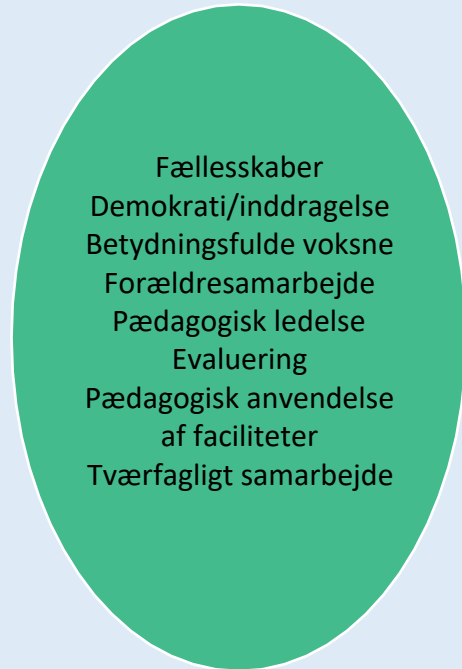 Fællesskaber
Demokrati/inddragelse
Betydningsfulde voksne
Forældresamarbejde
Pædagogisk ledelse
Evaluering
Pædagogisk anvendelse
af faciliteter
Tværfagligt samarbejde